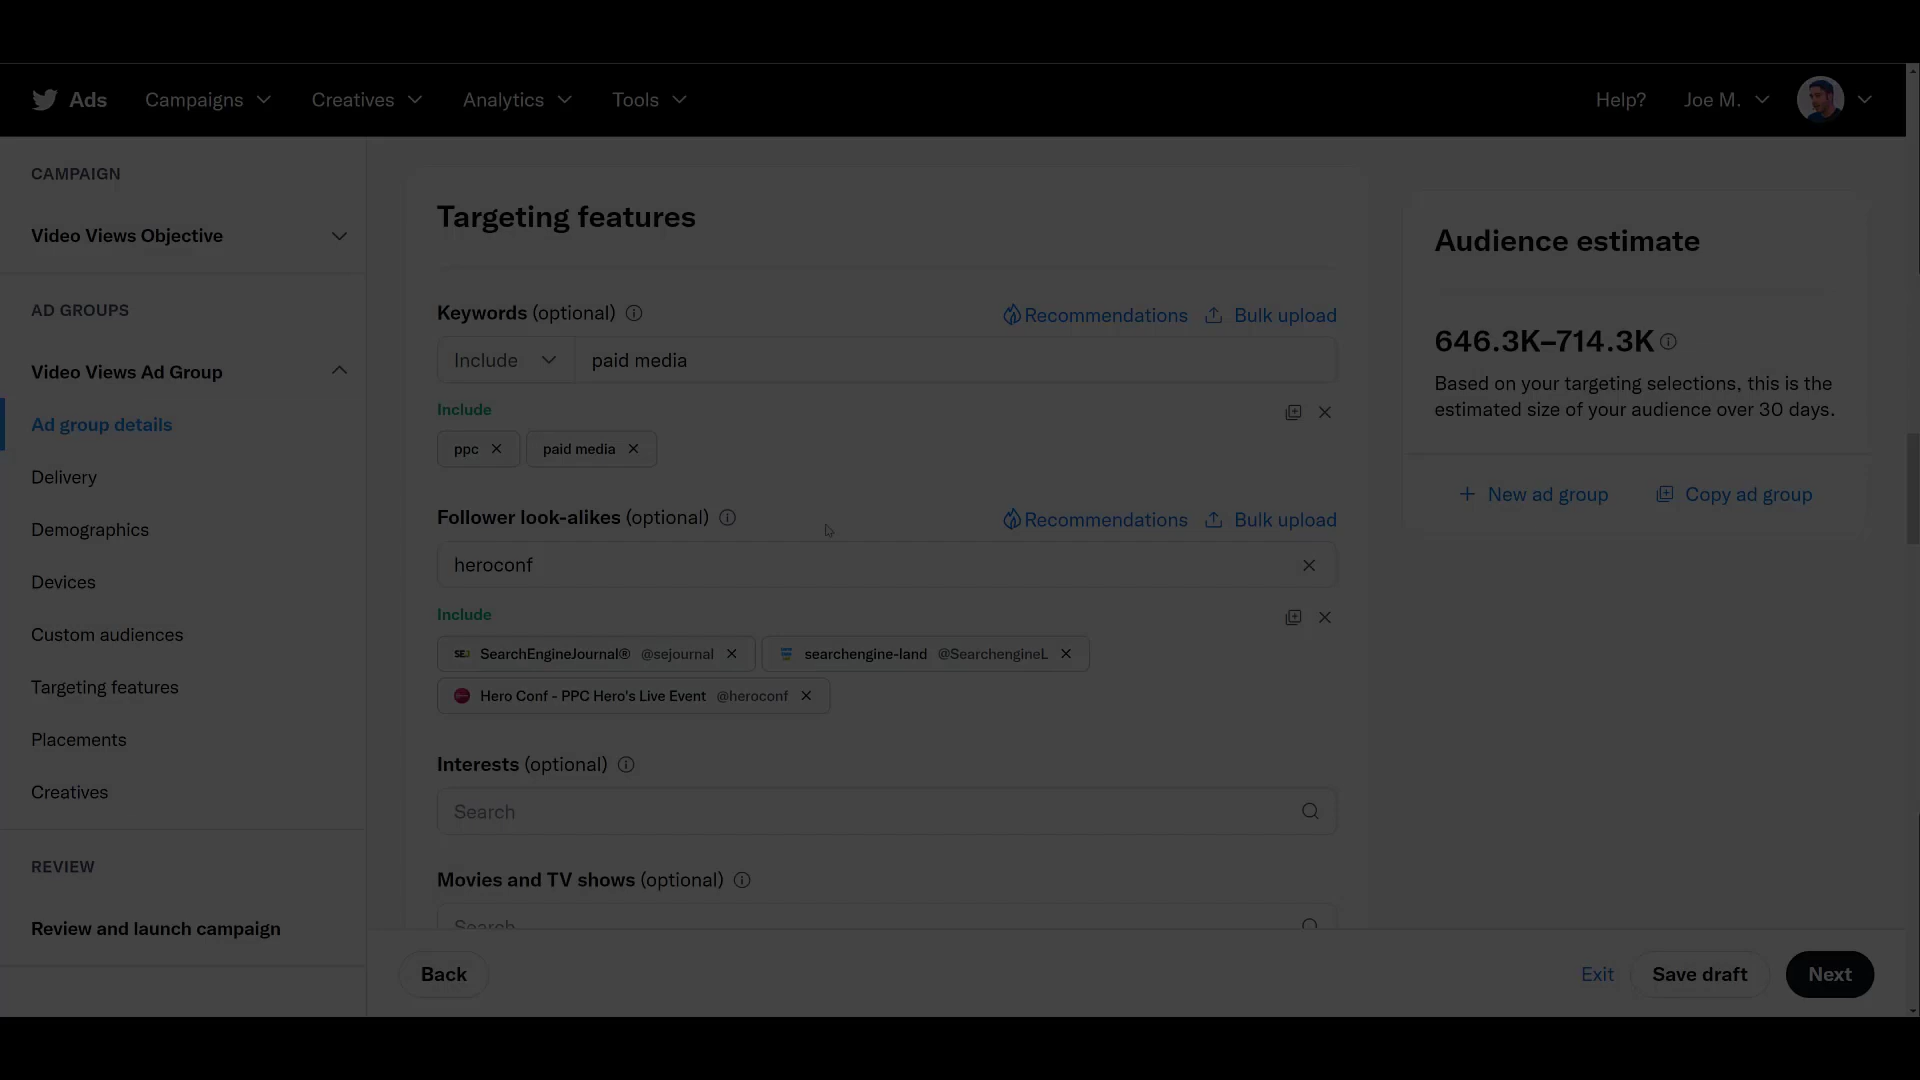 Ads Campaigns Creatives Analytics Tools Help? Joe M.
CAMPAIGN
Video Views Objective
AD GROUPS
Video Views Ad Group
Ad group details
Delivery
Demographics
Devices
Custom audiences
Targeting features
Placements
Creatives
REVIEW
Review and launch campaign
Targeting features
Keywords (optional) Recommendations Bulk upload
Include paid media
Include
ppc paid media
Follower look-alikes (optional) Recommendations Bulk upload
heroconf
Include
SEJ SearchEngineJournal® @sejournal searchengine-land @SearchengineL
Hero Conf - PPC Hero's Live Event @heroconf
Interests (optional)
Search
Movies and TV shows (optional)
Search
Audience estimate
646.3K–714.3K
Based on your targeting selections, this is the
estimated size of your audience over 30 days.
New ad group Copy ad group
Back Exit Save draft Next